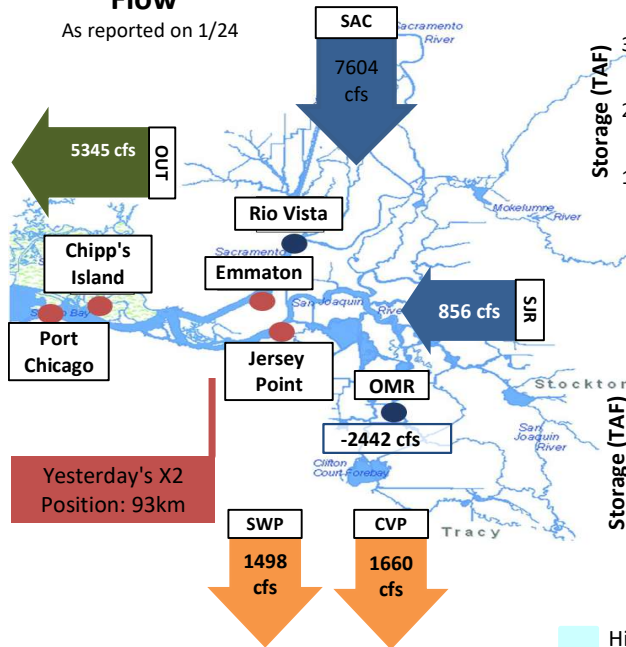 Flow
As reported on 1/24
SAC
7604
cfs
Sacramento
River
Storage (TAF)
3
2
1
5345 cfs
OUT
Mokelumne
River
Rio Vista
Chipp's
Island
Sacramento
Emmaton
San Joaquin
River
856 cfs
SJR
Port
Chicago
Jersey
Point
OMR
Stockton
-2442 cfs
San
Joaquin
River
Clifton
Court Forebay
Storage (TAF)
Yesterday's X2
Position: 93km
Tracy
SWP
CVP
1498
cfs
1660
cfs
Hi